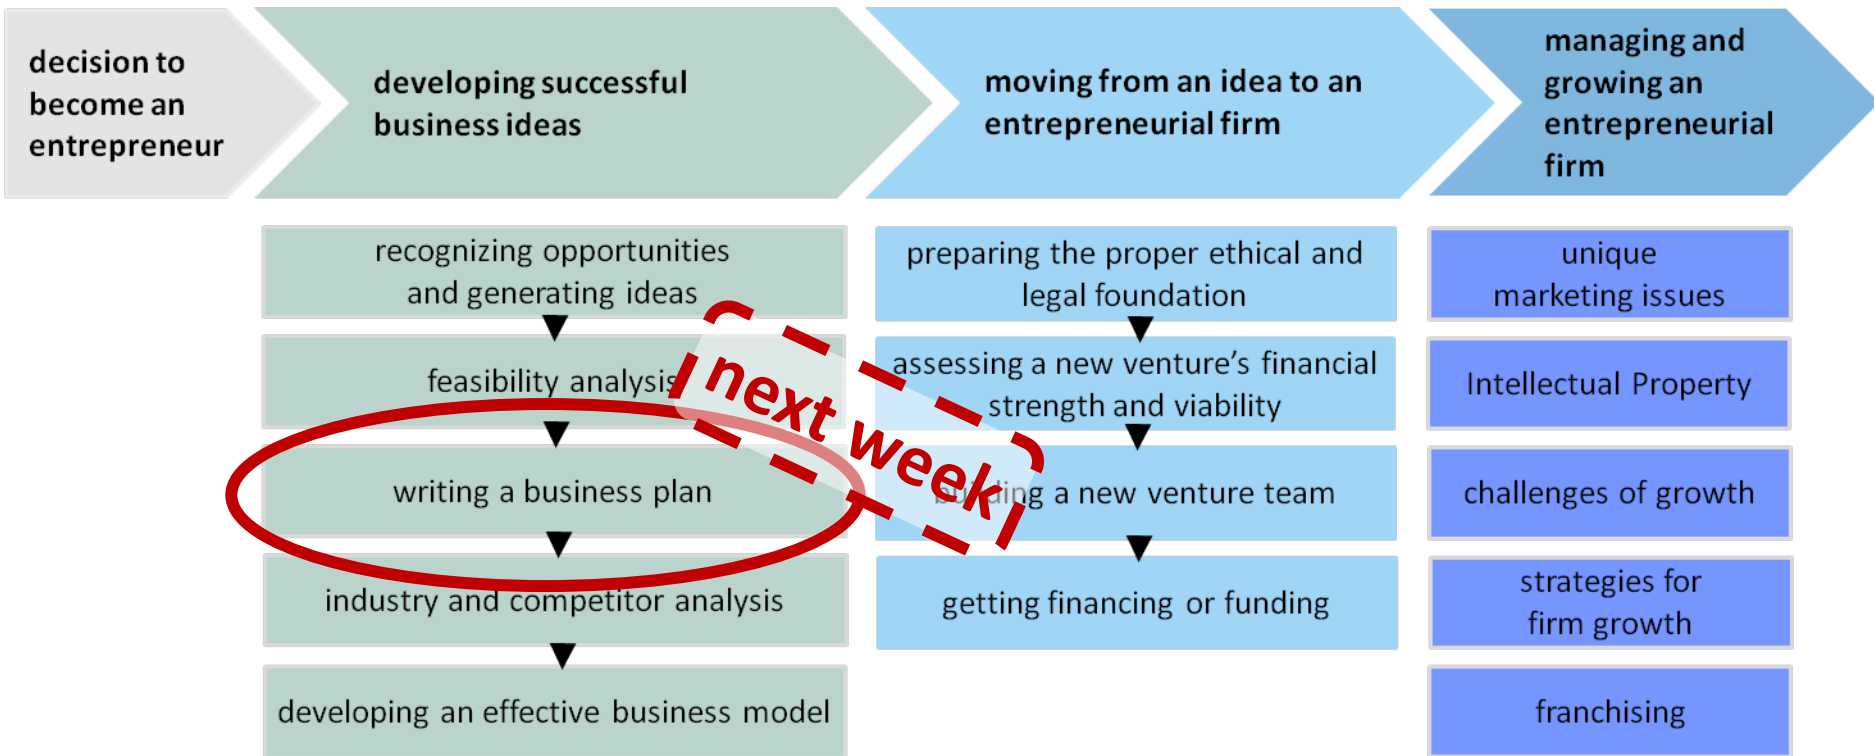 decision to
become an
entrepreneur
developing successful
business ideas
moving from an idea to an
entrepreneurial firm
managing and
growing an
entrepreneurial
firm
recognizing opportunities
and generating ideas
feasibility analysis
writing a business plan
industry and competitor analysis
developing an effective business model
next week
preparing the proper ethical and
legal foundation
assessing a new venture's financial
strength and viability
building a new venture team
getting financing or funding
unique
marketing issues
Intellectual Property
challenges of growth
strategies for
firm growth
franchising